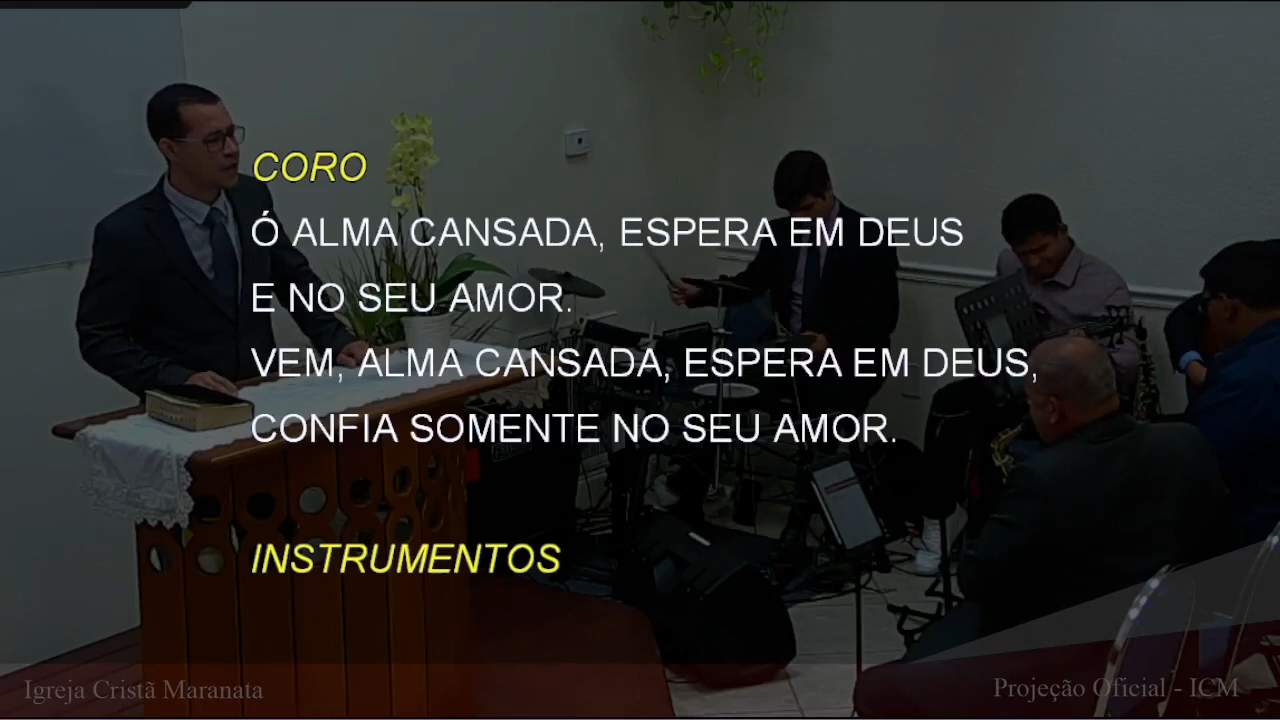 CORO
Ó ALMA CANSADA, ESPERA EM DEUS
E NO SEU AMOR.
VEM, ALMA CANSADA, ESPERA EM DEUS,
CONFIA SOMENTE NO SEU AMOR.
INSTRUMENTOS
Igreja Cristã Maranata
Projeção Oficial - ICM